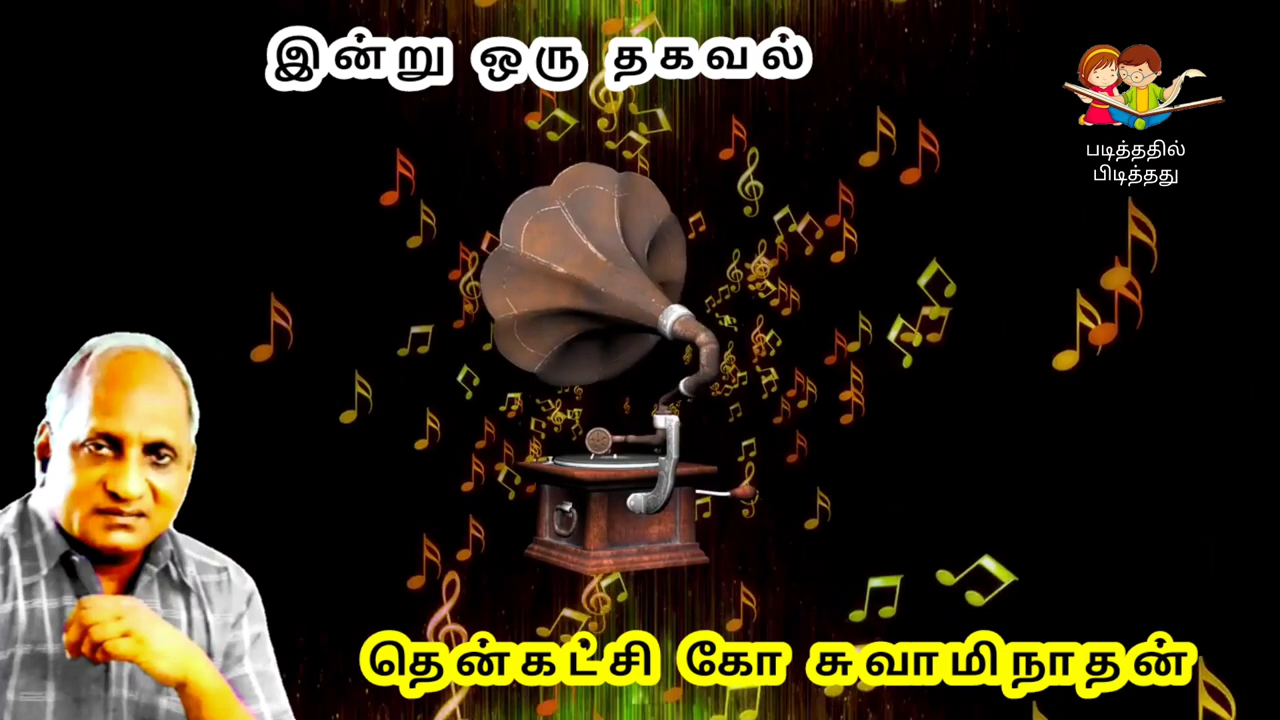 இன்று ஒரு தகவல்
படித்ததில்
பிடித்தது
தென்கட்சி கோ சுவாமிநாதன்